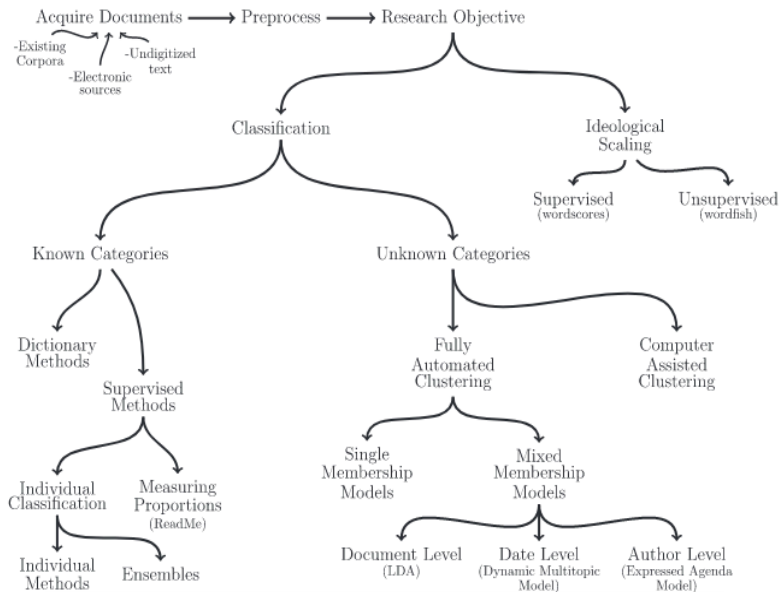 Acquire Documents
Preprocess
Research Objective
-Existing
Corpora
-Electronic
sources
-Undigitized
text
Classification
Ideological
Scaling
Supervised
(wordscores)
Unsupervised
(wordfish)
Known Categories
Unknown Categories
Dictionary
Methods
Supervised
Methods
Fully
Automated
Clustering
Computer
Assisted
Clustering
Individual
Classification
Measuring
Proportions
(ReadMe)
Single
Membership
Models
Mixed
Membership
Models
Individual
Methods
Ensembles
Document Level
(LDA)
Date Level
(Dynamic Multitopic
Model)
Author Level
(Expressed Agenda
Model)